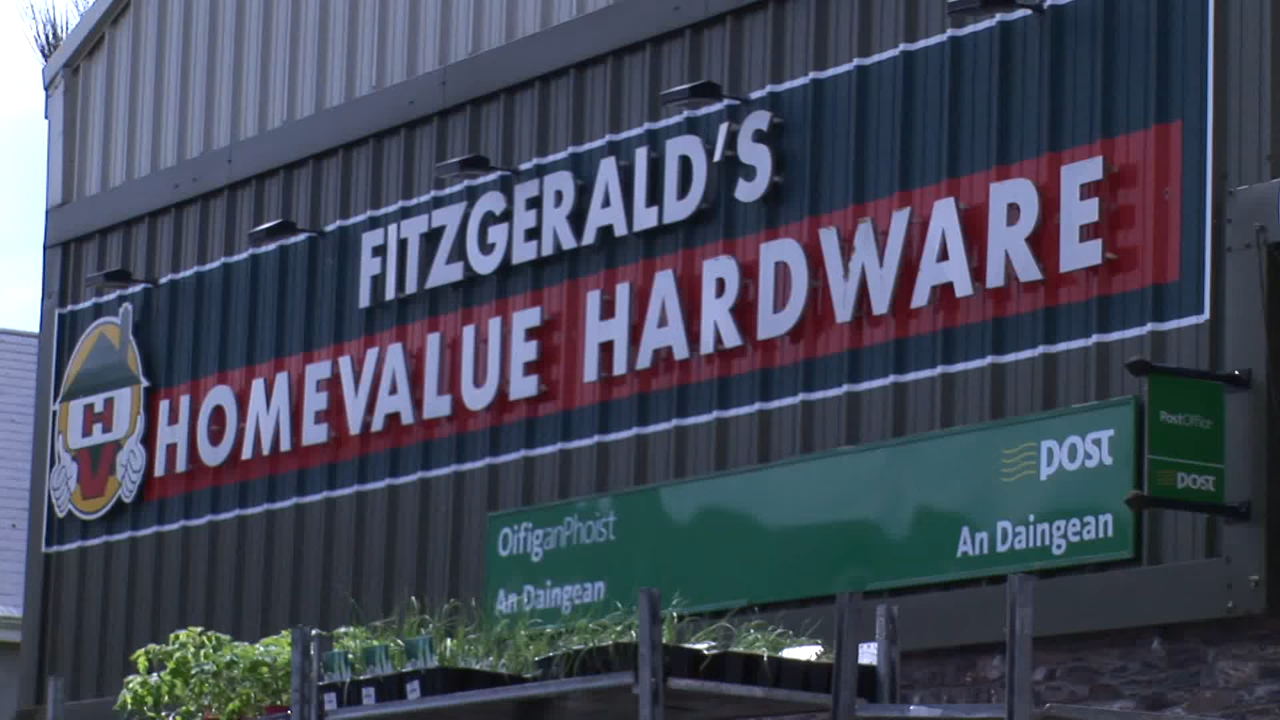 FITZGERALD'S
HOMEVALUE HARDWARE
H
V
post
OifiganPhoist
An Daingean
An Daingean
PostOffice
post